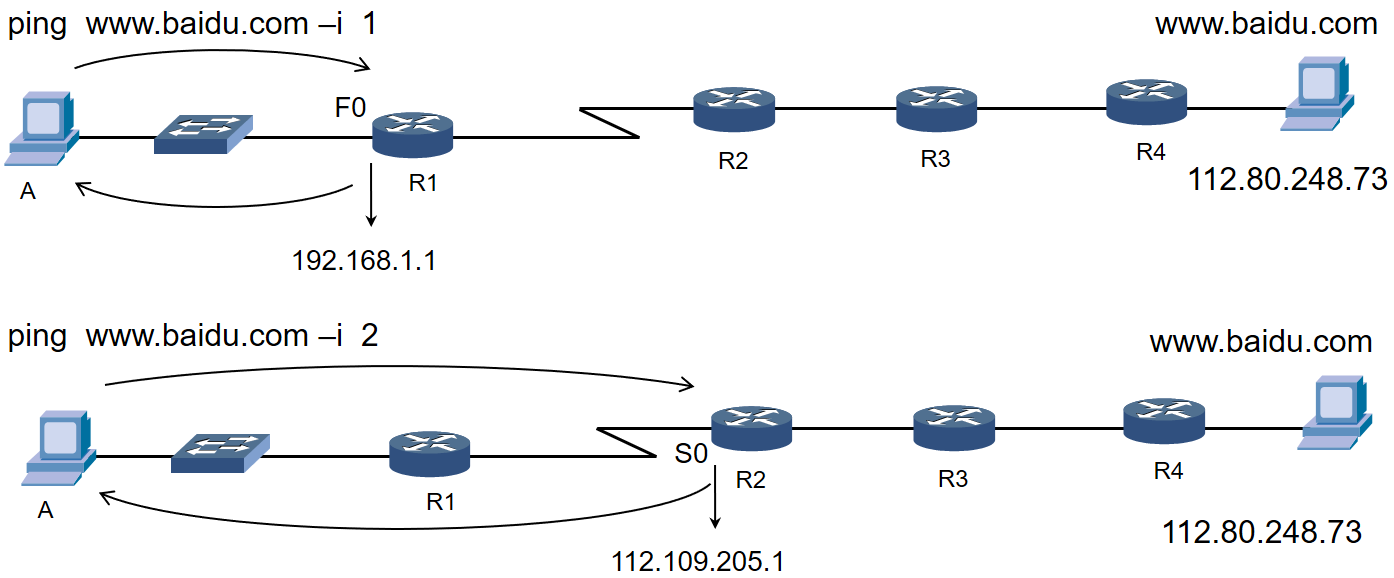 ping www.baidu.com –i 1
www.baidu.com
F0
A
R1
R2
R3
R4
112.80.248.73
192.168.1.1
ping www.baidu.com –i 2
www.baidu.com
S0
A
R1
R2
R3
R4
112.80.248.73
112.109.205.1